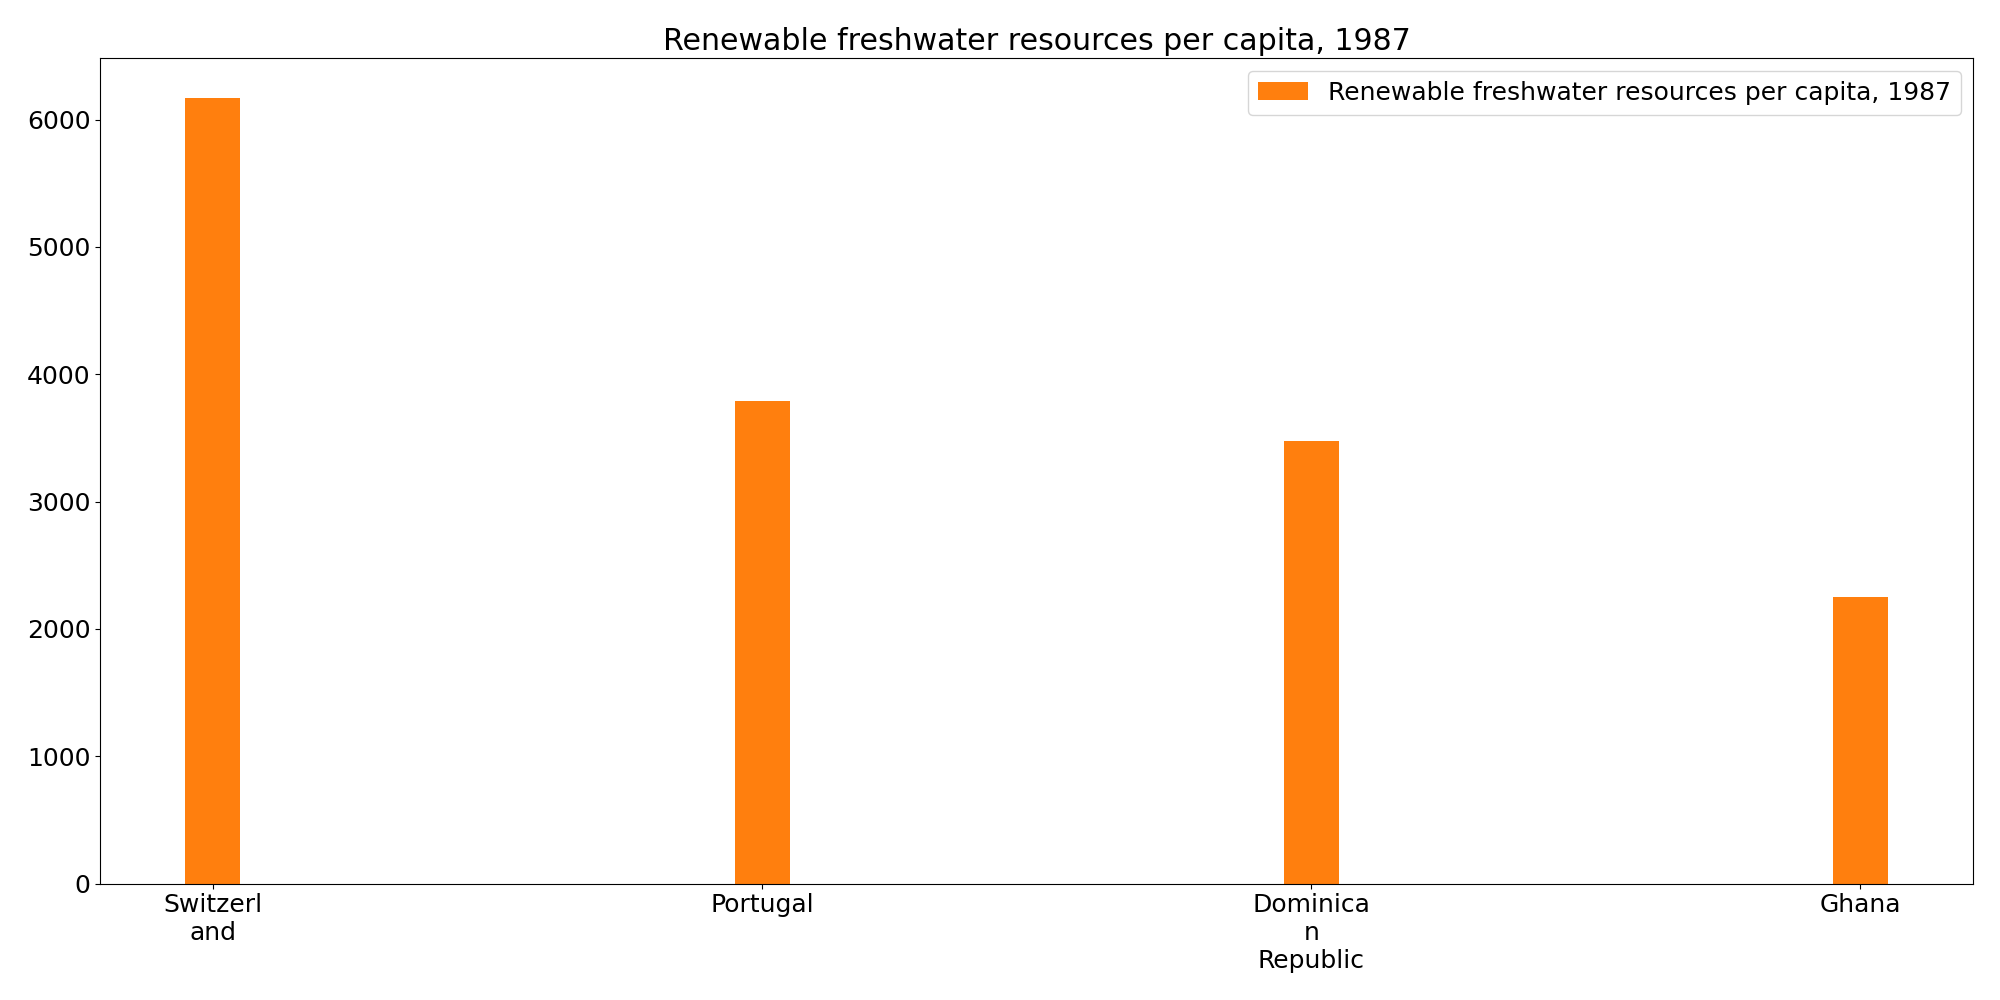 Renewable freshwater resources per capita, 1987
Renewable freshwater resources per capita, 1987
6000
5000
4000
3000
2000
1000
0
Switzerl
and
Portugal
Dominica
n
Republic
Ghana